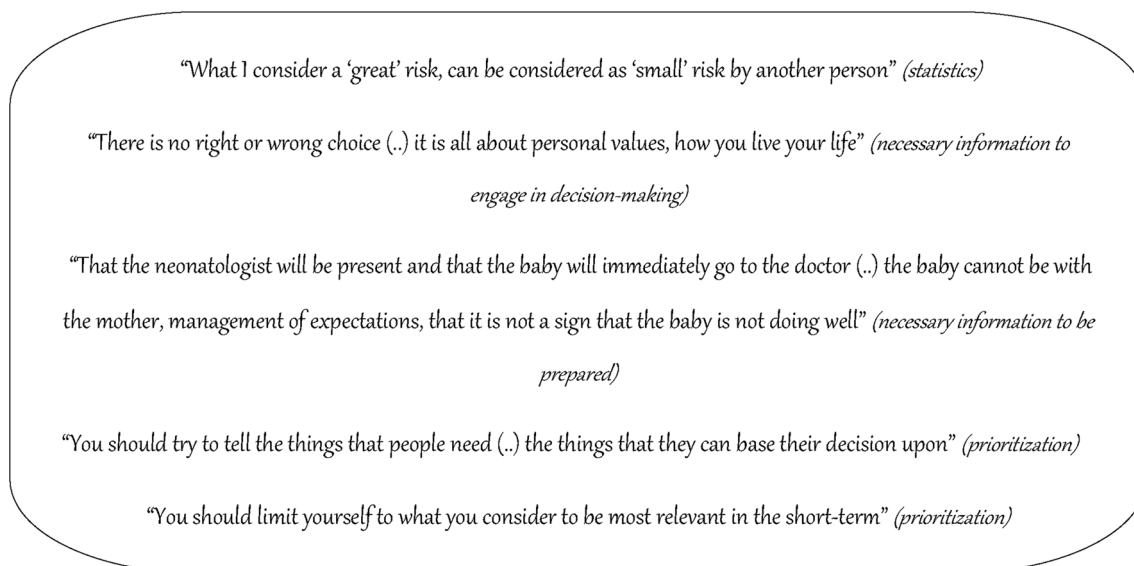 “What I consider a ‘great’ risk, can be considered as ‘small’ risk by another person” (statistics)
“There is no right or wrong choice (..) it is all about personal values, how you live your life” (necessary information to
engage in decision-making)
“That the neonatologist will be present and that the baby will immediately go to the doctor (..) the baby cannot be with
the mother, management of expectations, that it is not a sign that the baby is not doing well” (necessary information to be
prepared)
“You should try to tell the things that people need (..) the things that they can base their decision upon” (prioritization)
“You should limit yourself to what you consider to be most relevant in the short-term” (prioritization)